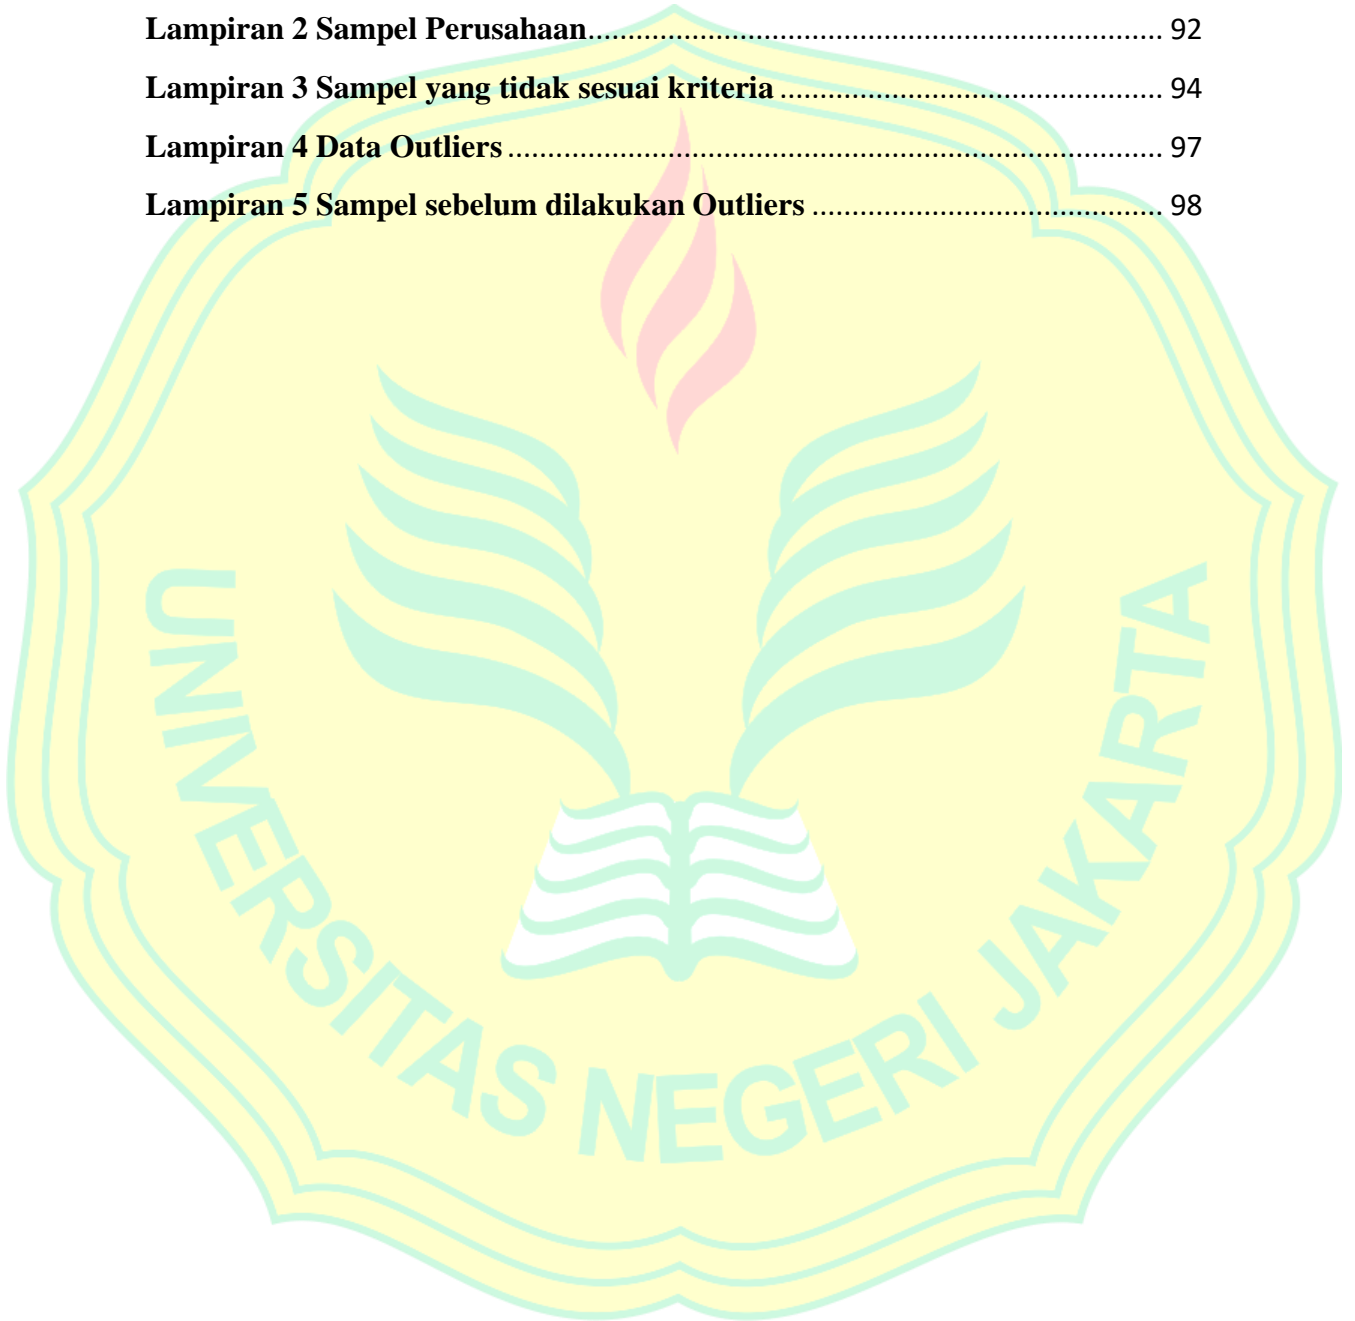 Lampiran 2 Sampel Perusahaan.................................................................... 92
Lampiran 3 Sampel yang tidak sesuai kriteria ............................................. 94
Lampiran 4 Data Outliers ............................................................................. 97
Lampiran 5 Sampel sebelum dilakukan Outliers ......................................... 98
UNIVERSITAS NEGERI JAKARTA